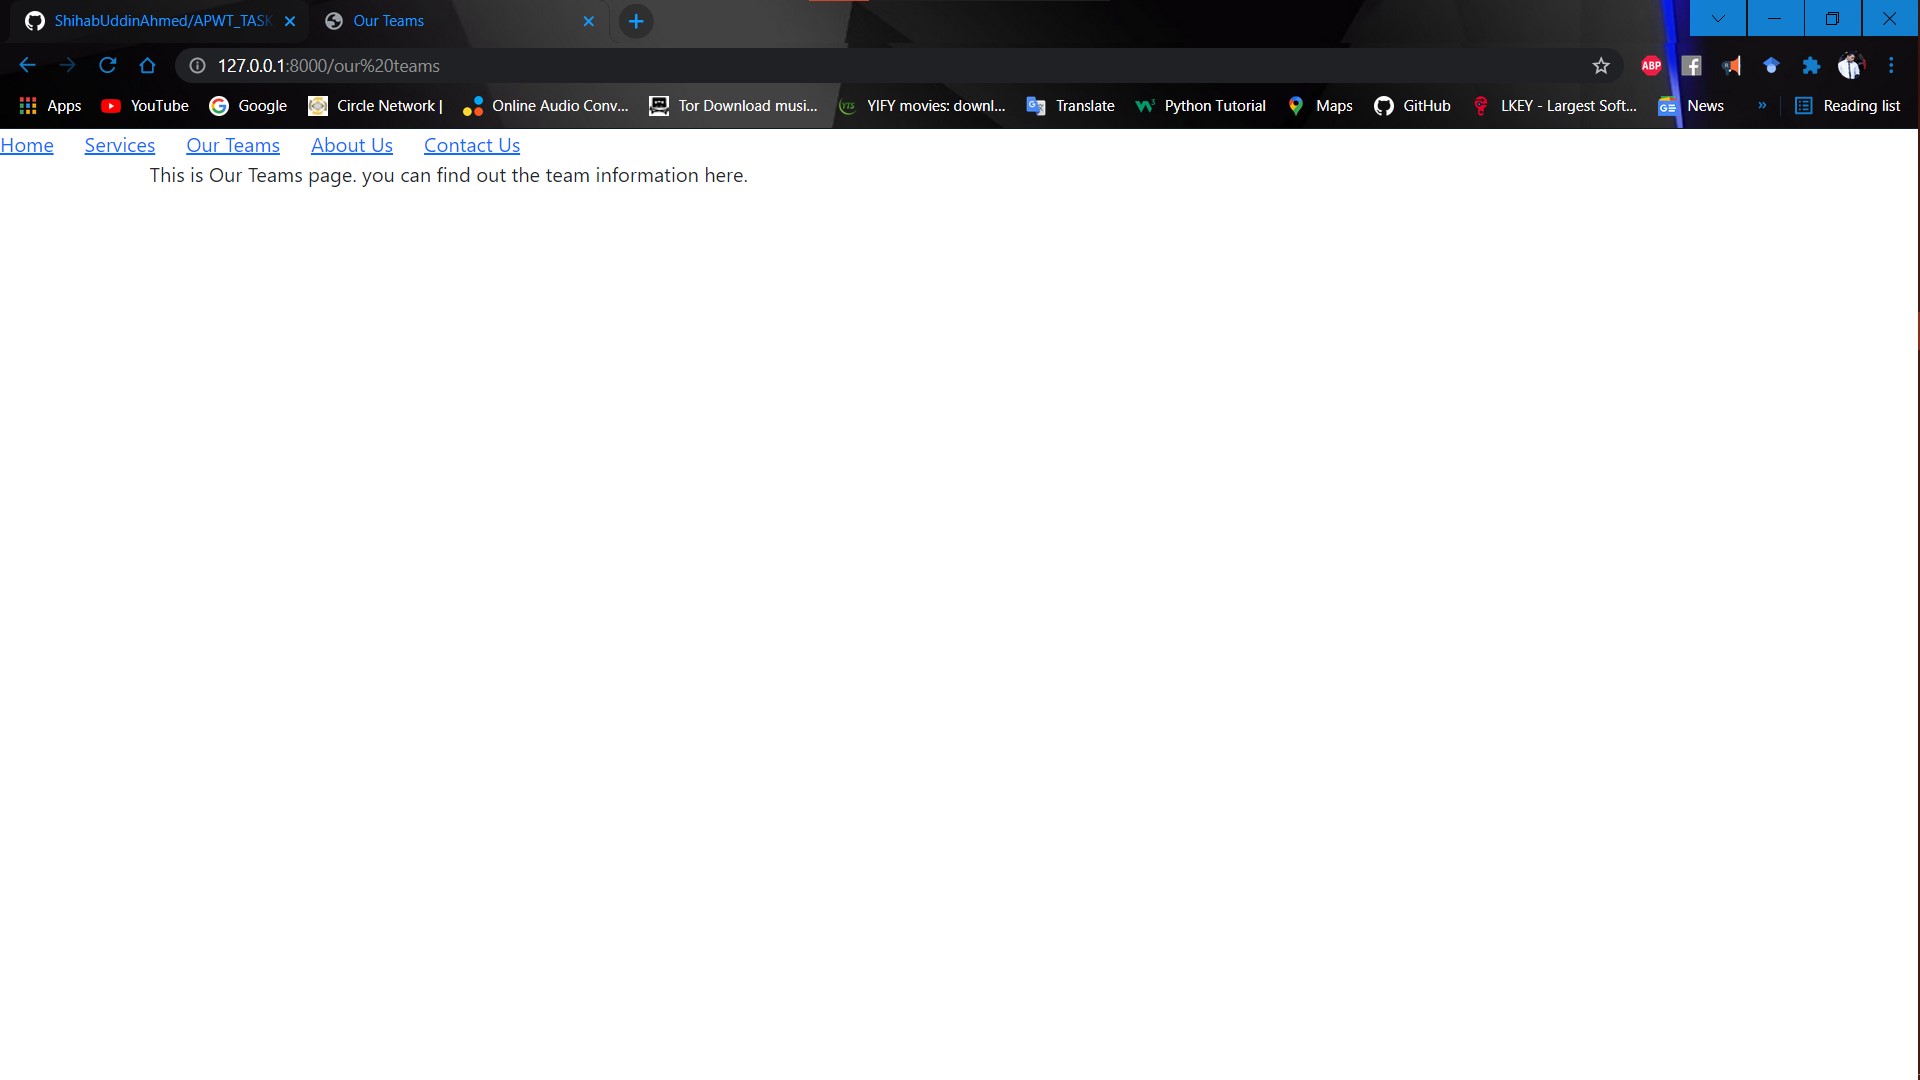 ShihabUddinAhmed/APWT_TASK Our Teams
127.0.0.1:8000/our%20teams ABP
Apps YouTube Google Circle Network | Online Audio Conv... Tor Download musi... YTS YIFY movies: downl... Translate Python Tutorial Maps GitHub LKEY - Largest Soft... News » Reading list
Home Services Our Teams About Us Contact Us
This is Our Teams page. you can find out the team information here.